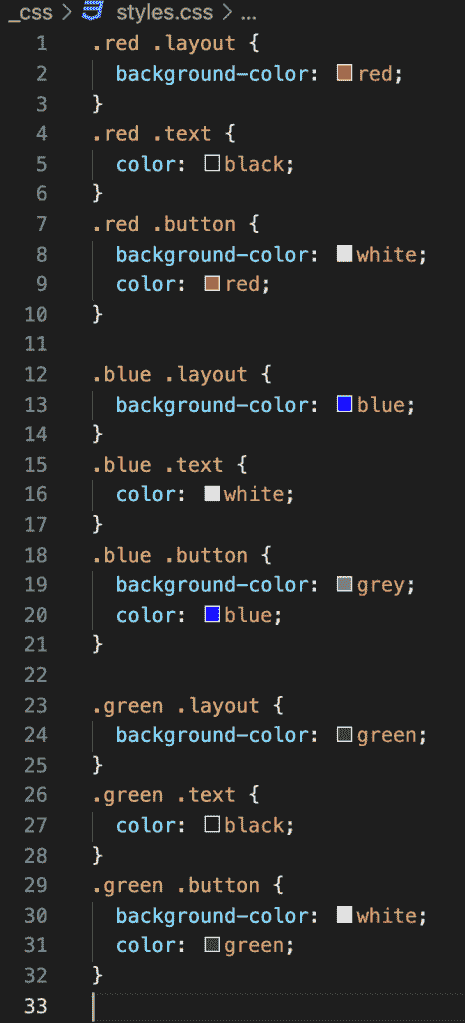 _css > styles.css > ...
1 .red .layout {
2 background-color: red;
3 }
4 .red .text {
5 color: black;
6 }
7 .red .button {
8 background-color: white;
9 color: red;
10 }
11
12 .blue .layout {
13 background-color: blue;
14 }
15 .blue .text {
16 color: white;
17 }
18 .blue .button {
19 background-color: grey;
20 color: blue;
21 }
22
23 .green .layout {
24 background-color: green;
25 }
26 .green .text {
27 color: black;
28 }
29 .green .button {
30 background-color: white;
31 color: green;
32 }
33